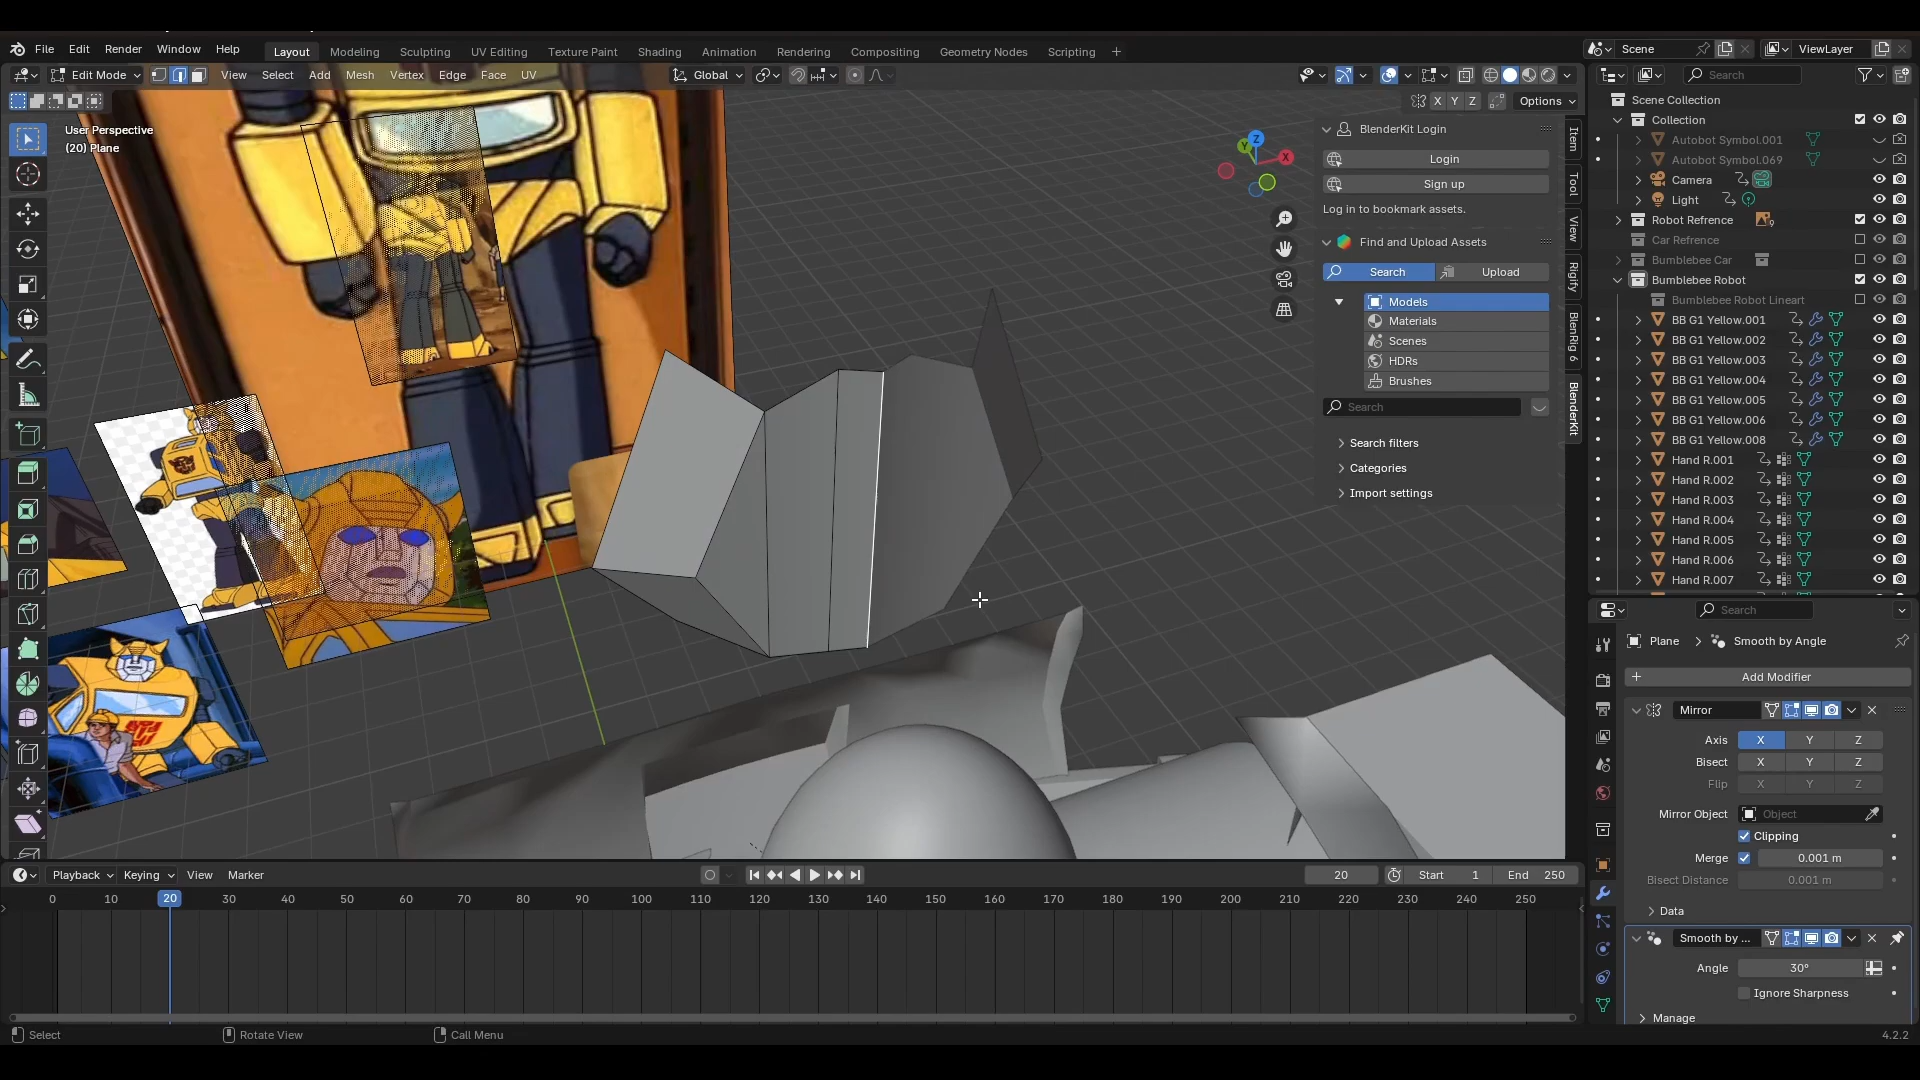 File Edit Render Window Help Layout Modeling Sculpting UV Editing Texture Paint Shading Animation Rendering Compositing Geometry Nodes Scripting + Scene ViewLayer
Edit Mode View Select Add Mesh Vertex Edge Face UV Global Search
X Y Z Options
User Perspective
(20) Plane
BlenderKit Login
Login
Sign up
Log in to bookmark assets.
Find and Upload Assets
Search Upload
Models
Materials
Scenes
HDRs
Brushes
Search
Search filters
Categories
Import settings
Item
Tool
View
Rigify
BlenRig 6
BlenderKit
Z
Y
X
Scene Collection
Collection
Autobot Symbol.001
Autobot Symbol.069
Camera
Light
Robot Refrence 9
Car Refrence
Bumblebee Car
Bumblebee Robot
Bumblebee Robot Lineart
BB G1 Yellow.001
BB G1 Yellow.002
BB G1 Yellow.003
BB G1 Yellow.004
BB G1 Yellow.005
BB G1 Yellow.006
BB G1 Yellow.008
Hand R.001
Hand R.002
Hand R.003
Hand R.004
Hand R.005
Hand R.006
Hand R.007
Search
Plane > Smooth by Angle
+ Add Modifier
Mirror
Axis X Y Z
Bisect X Y Z
Flip X Y Z
Mirror Object Object
Clipping
Merge 0.001 m
Bisect Distance 0.001 m
Data
Smooth by ...
Angle 30°
Ignore Sharpness
Manage
Playback Keying View Marker 20 Start 1 End 250
0 10 20 30 40 50 60 70 80 90 100 110 120 130 140 150 160 170 180 190 200 210 220 230 240 250
Select Rotate View Call Menu 4.2.2